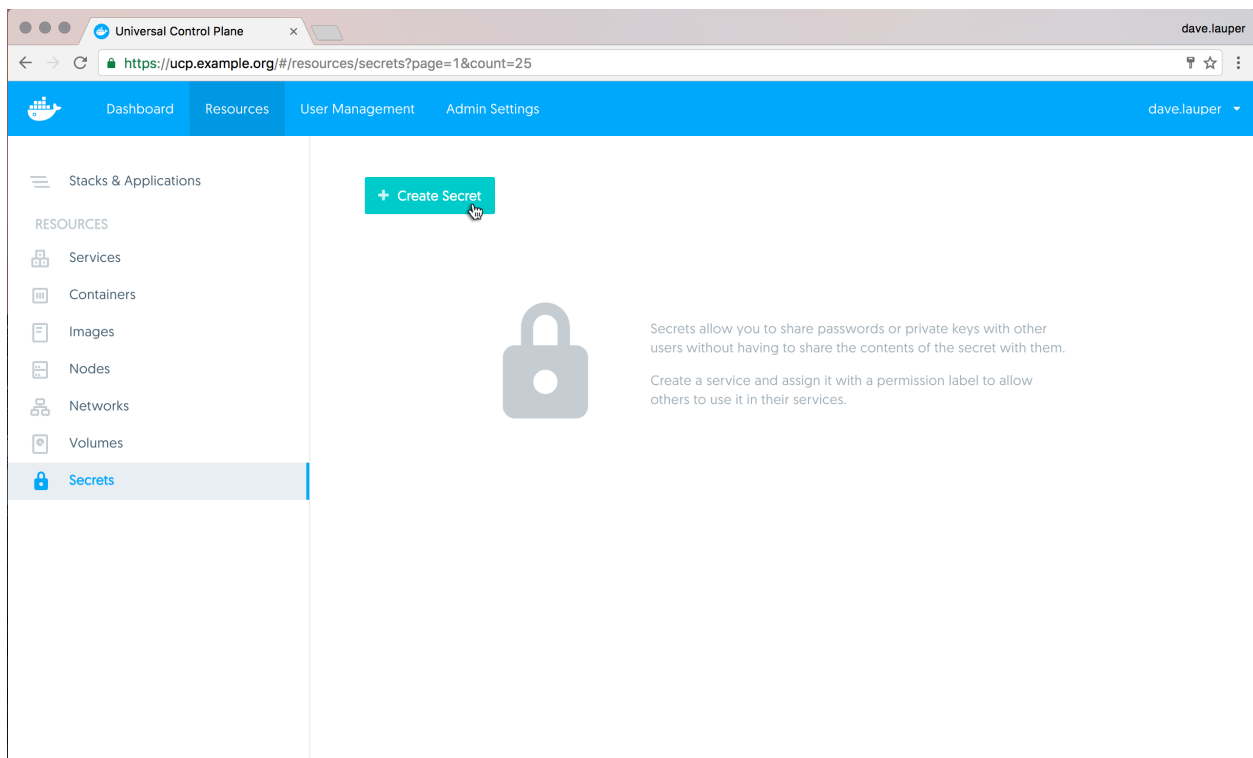 Universal Control Plane
dave.lauper
https://ucp.example.org/#/resources/secrets?page=1&count=25
Dashboard
Resources
User Management
Admin Settings
dave.lauper
Stacks & Applications
RESOURCES
Services
Containers
Images
Nodes
Networks
Volumes
Secrets
+ Create Secret
Secrets allow you to share passwords or private keys with other
users without having to share the contents of the secret with them.
Create a service and assign it with a permission label to allow
others to use it in their services.